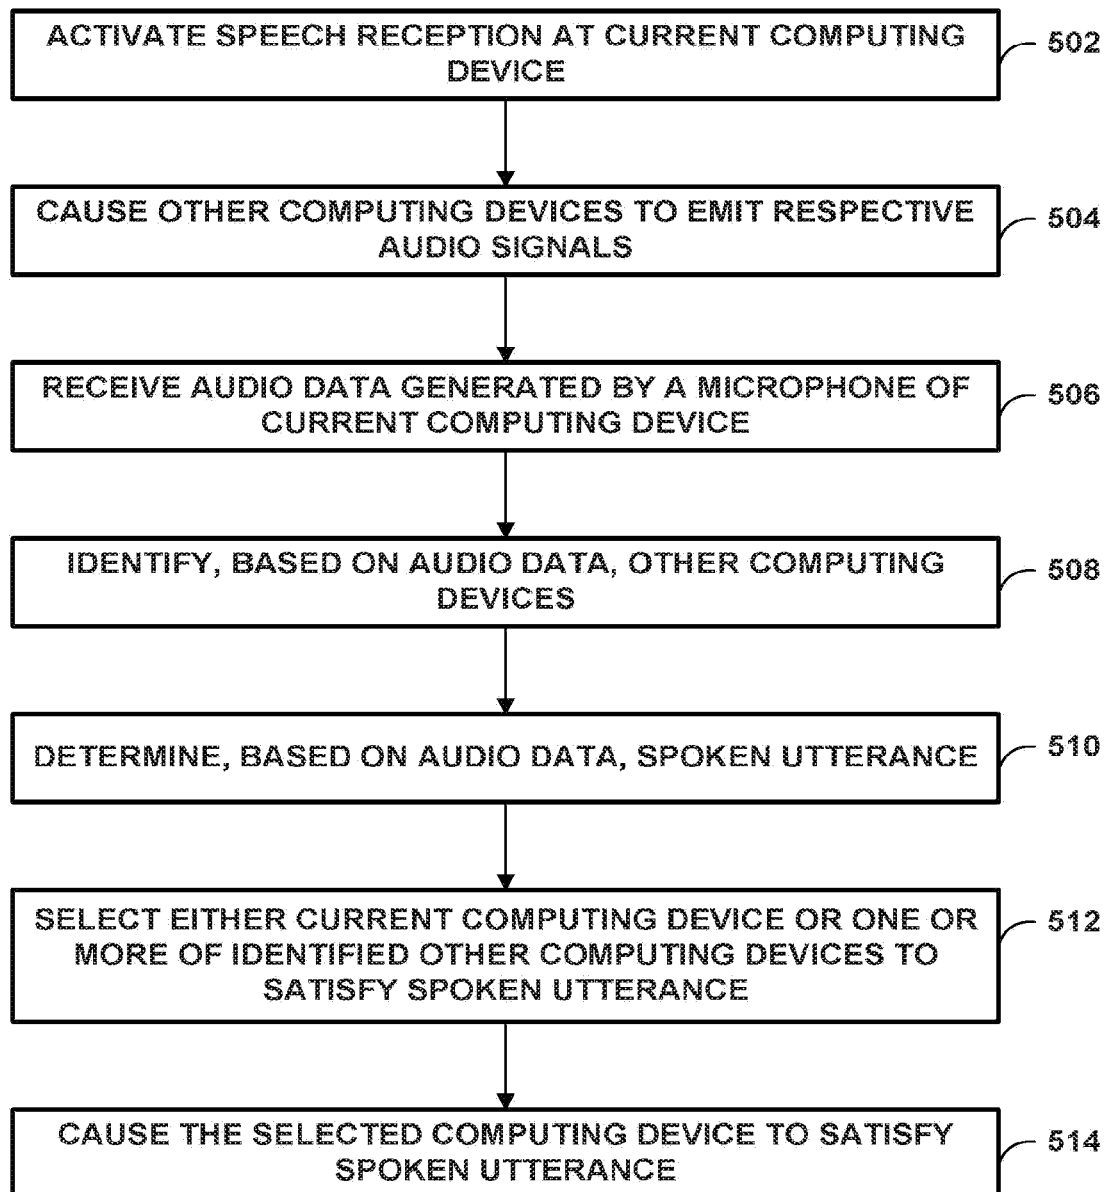 ACTIVATE SPEECH RECEPTION AT CURRENT COMPUTING
DEVICE
502
CAUSE OTHER COMPUTING DEVICES TO EMIT RESPECTIVE
AUDIO SIGNALS
504
RECEIVE AUDIO DATA GENERATED BY A MICROPHONE OF
CURRENT COMPUTING DEVICE
506
IDENTIFY, BASED ON AUDIO DATA, OTHER COMPUTING
DEVICES
508
DETERMINE, BASED ON AUDIO DATA, SPOKEN UTTERANCE
510
SELECT EITHER CURRENT COMPUTING DEVICE OR ONE OR
MORE OF IDENTIFIED OTHER COMPUTING DEVICES TO
SATISFY SPOKEN UTTERANCE
512
CAUSE THE SELECTED COMPUTING DEVICE TO SATISFY
SPOKEN UTTERANCE
514